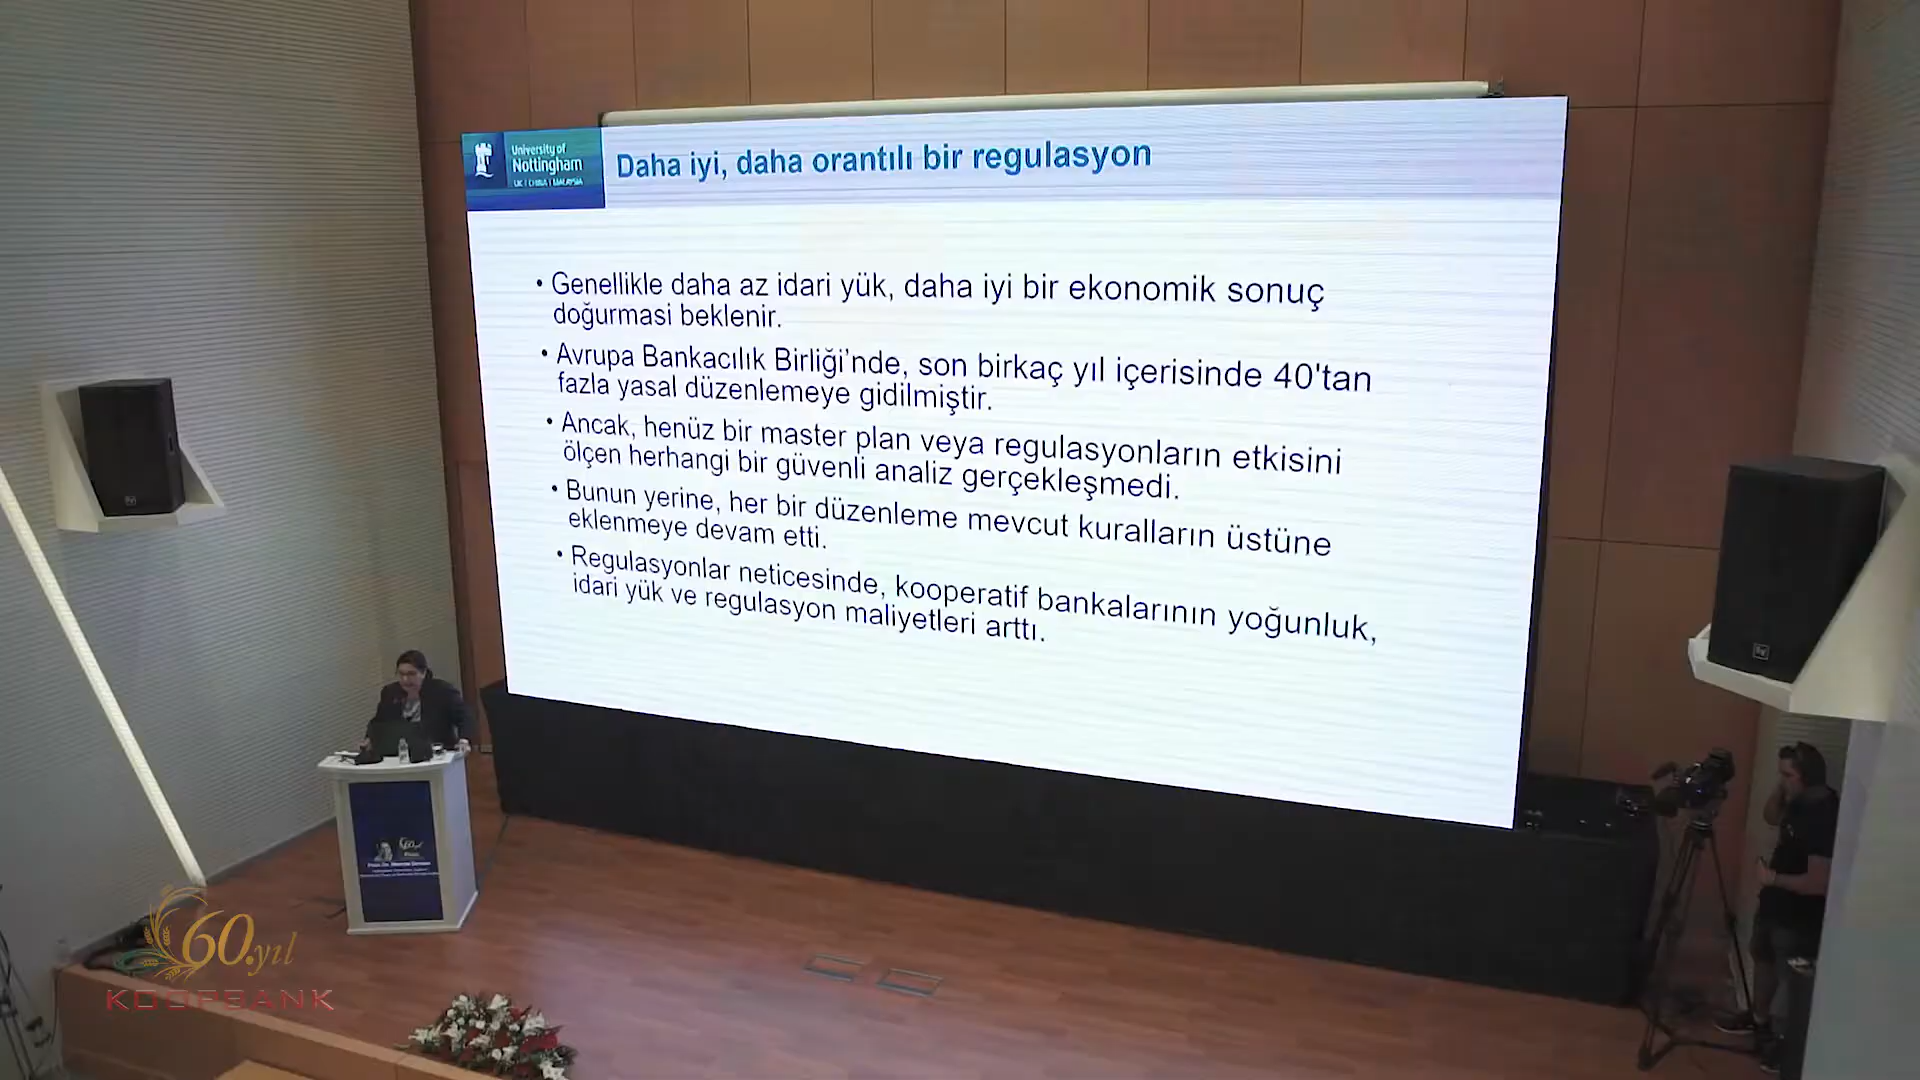 University of
Nottingham
UK | CHINA | MALAYSIA
Daha iyi, daha orantılı bir regulasyon
• Genellikle daha az idari yük, daha iyi bir ekonomik sonuç
doğurmasi beklenir.
• Avrupa Bankacılık Birliği'nde, son birkaç yıl içerisinde 40'tan
fazla yasal düzenlemeye gidilmiştir.
• Ancak, henüz bir master plan veya regulasyonların etkisini
ölçen herhangi bir güvenli analiz gerçekleşmedi.
• Bunun yerine, her bir düzenleme mevcut kuralların üstüne
eklenmeye devam etti.
• Regulasyonlar neticesinde, kooperatif bankalarının yoğunluk,
idari yük ve regulasyon maliyetleri arttı.
60.yıl
KOOPBANK